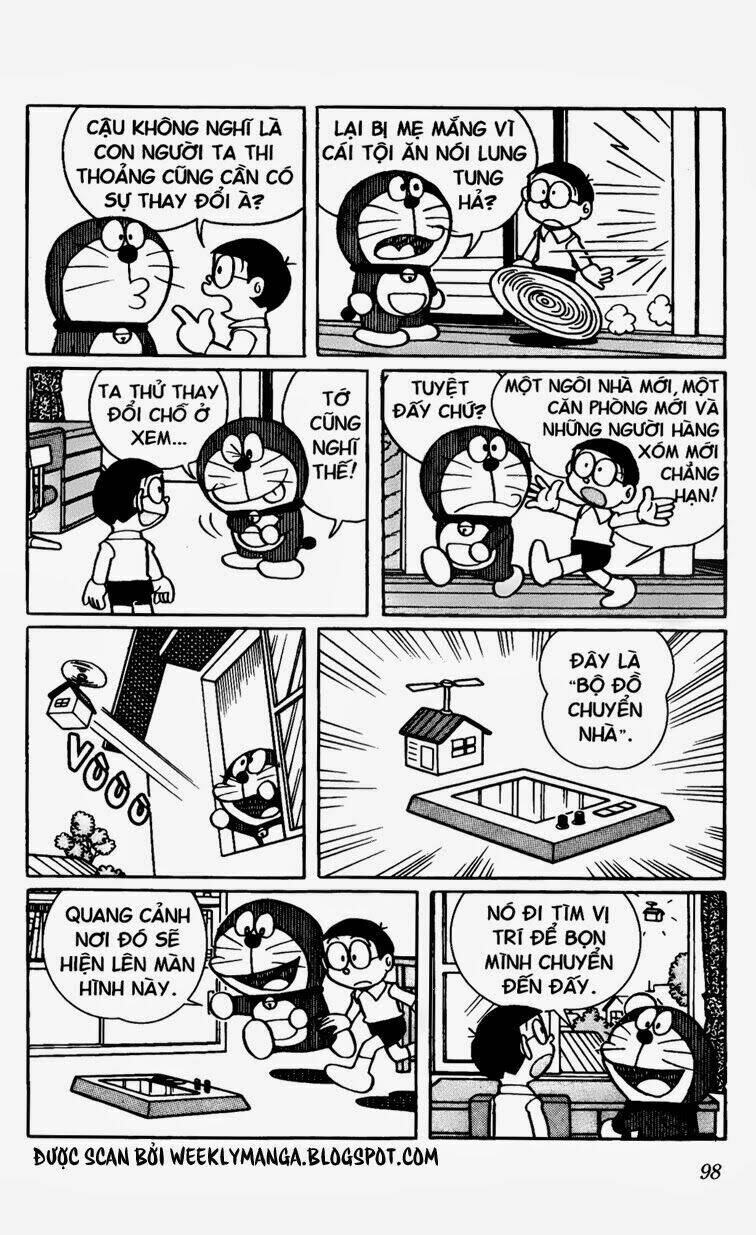 LẠI BỊ MẸ MẮNG VÌ
CÁI TỘI ĂN NÓI LUNG
TUNG
HẢ?
CẬU KHÔNG NGHĨ LÀ
CON NGƯỜI TA THI
THOẢNG CŨNG CẦN CÓ
SỰ THAY ĐỔI À?
MỘT NGÔI NHÀ MỚI, MỘT
CĂN PHÒNG MỚI VÀ
NHỮNG NGƯỜI HÀNG
XÓM MỚI
CHẲNG
HẠN!
TUYỆT
ĐẤY CHỨ?
TỚ
CŨNG
NGHĨ
THẾ!
TA THỬ THAY
ĐỔI CHỖ Ở
XEM...
ĐÂY LÀ
"BỘ ĐỒ
CHUYỂN
NHÀ".
VÙÙÙ
NÓ ĐI TÌM VỊ
TRÍ ĐỂ BỌN
MÌNH CHUYỂN
ĐẾN ĐẤY.
QUANG CẢNH
NƠI ĐÓ SẼ
HIỆN LÊN MÀN
HÌNH NÀY.
ĐƯỢC SCAN BỞI WEEKLYMANGA.BLOGSPOT.COM
98